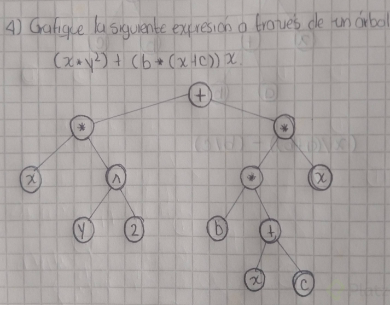 4) Grafique la siguiente expresión a través de un árbol
(x*y²) + (b*(x+c))x.
+
* *
x ^ * x
y 2 b +
x c